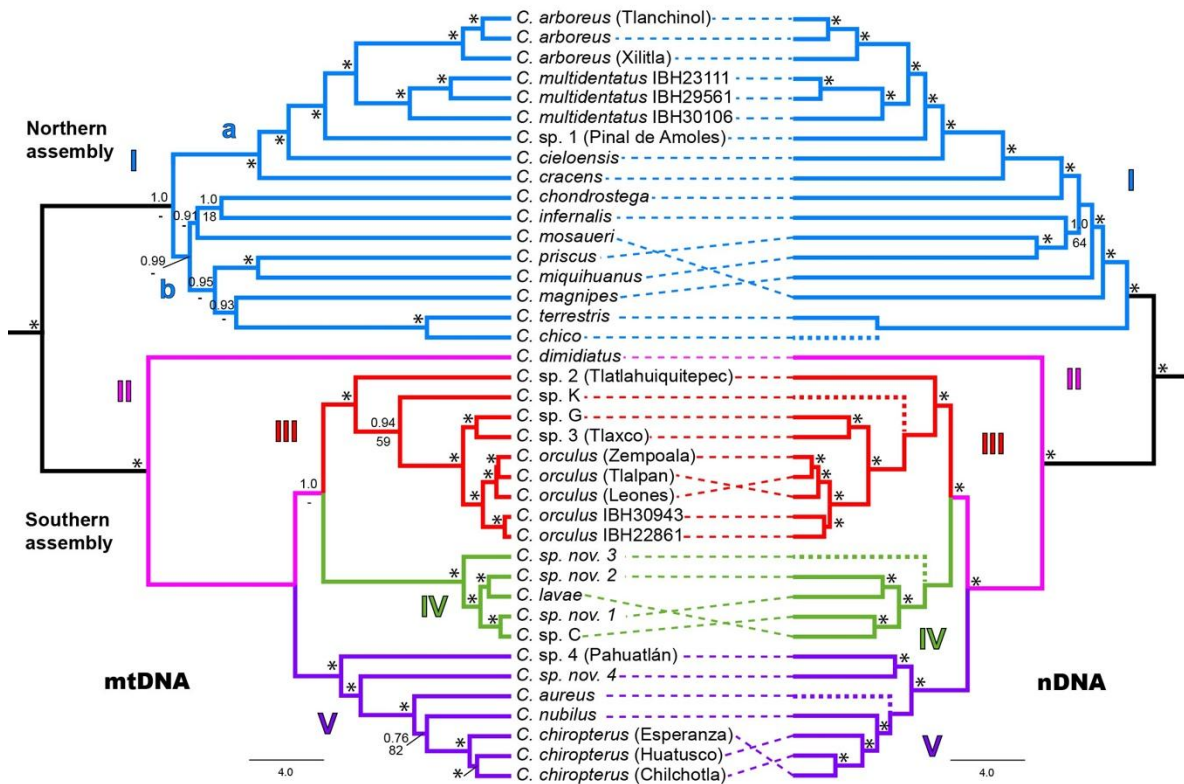 C. arboreus (Tlanchinol)
C. arboreus
C. arboreus (Xilitla)
C. multidentatus IBH23111
C. multidentatus IBH29561
C. multidentatus IBH30106
C. sp. 1 (Pinal de Amoles)
C. cieloensis
C. cracens
C. chondrostega
C. infernalis
C. mosaueri
C. priscus
C. miquihuanus
C. magnipes
C. terrestris
C. chico
C. dimidiatus
C. sp. 2 (Tlatlahuiquitepec)
C. sp. K
C. sp. G
C. sp. 3 (Tlaxco)
C. orculus (Zempoala)
C. orculus (Tlalpan)
C. orculus (Leones)
C. orculus IBH30943
C. orculus IBH22861
C. sp. nov. 3
C. sp. nov. 2
C. lavae
C. sp. nov. 1
C. sp. C
C. sp. 4 (Pahuatlán)
C. sp. nov. 4
C. aureus
C. nubilus
C. chiropterus (Esperanza)
C. chiropterus (Huatusco)
C. chiropterus (Chilchotla)
Northern
assembly
I
a
b
1.0
-
1.0
18
0.91
-
0.99
-
0.95
-
0.93
-
II
III
0.94
59
1.0
-
Southern
assembly
IV
V
0.76
82
mtDNA
4.0
I
1.0
64
II
III
IV
V
nDNA
4.0